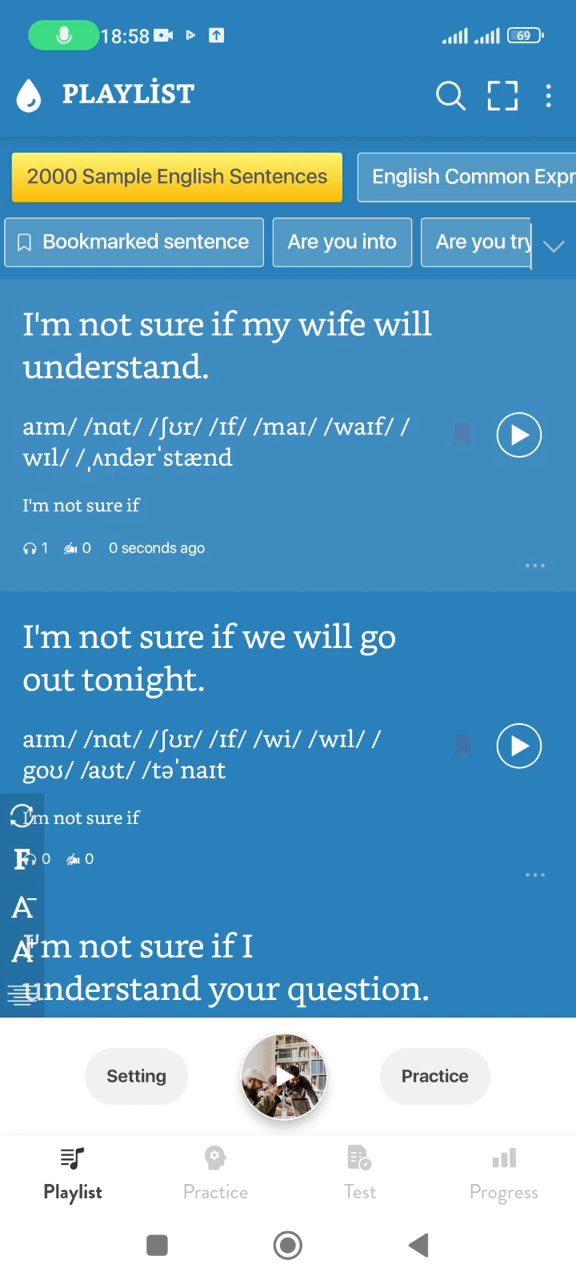 18:58
69
PLAYLİST
2000 Sample English Sentences
English Common Expr
Bookmarked sentence
Are you into
Are you try
I'm not sure if my wife will
understand.
aɪm/ /nɑt/ /ʃʊr/ /ɪf/ /maɪ/ /waɪf/ /
wɪl/ /ˌʌndərˈstænd
I'm not sure if
1 0 0 seconds ago
I'm not sure if we will go
out tonight.
aɪm/ /nɑt/ /ʃʊr/ /ɪf/ /wi/ /wɪl/ /
goʊ/ /aʊt/ /təˈnaɪt
I'm not sure if
F 0 0
A-
A+
I'm not sure if I
understand your question.
Setting
Practice
Playlist
Practice
Test
Progress